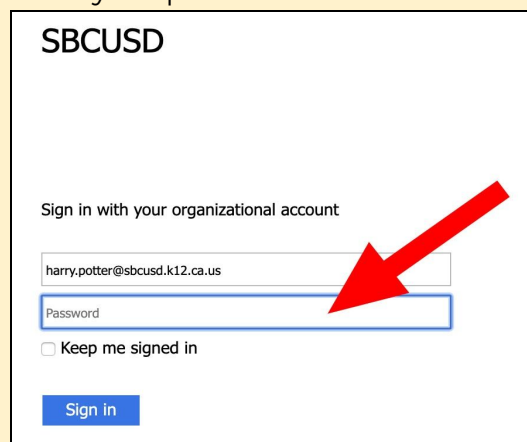 SBCUSD
Sign in with your organizational account
harry.potter@sbcusd.k12.ca.us
Password
Keep me signed in
Sign in